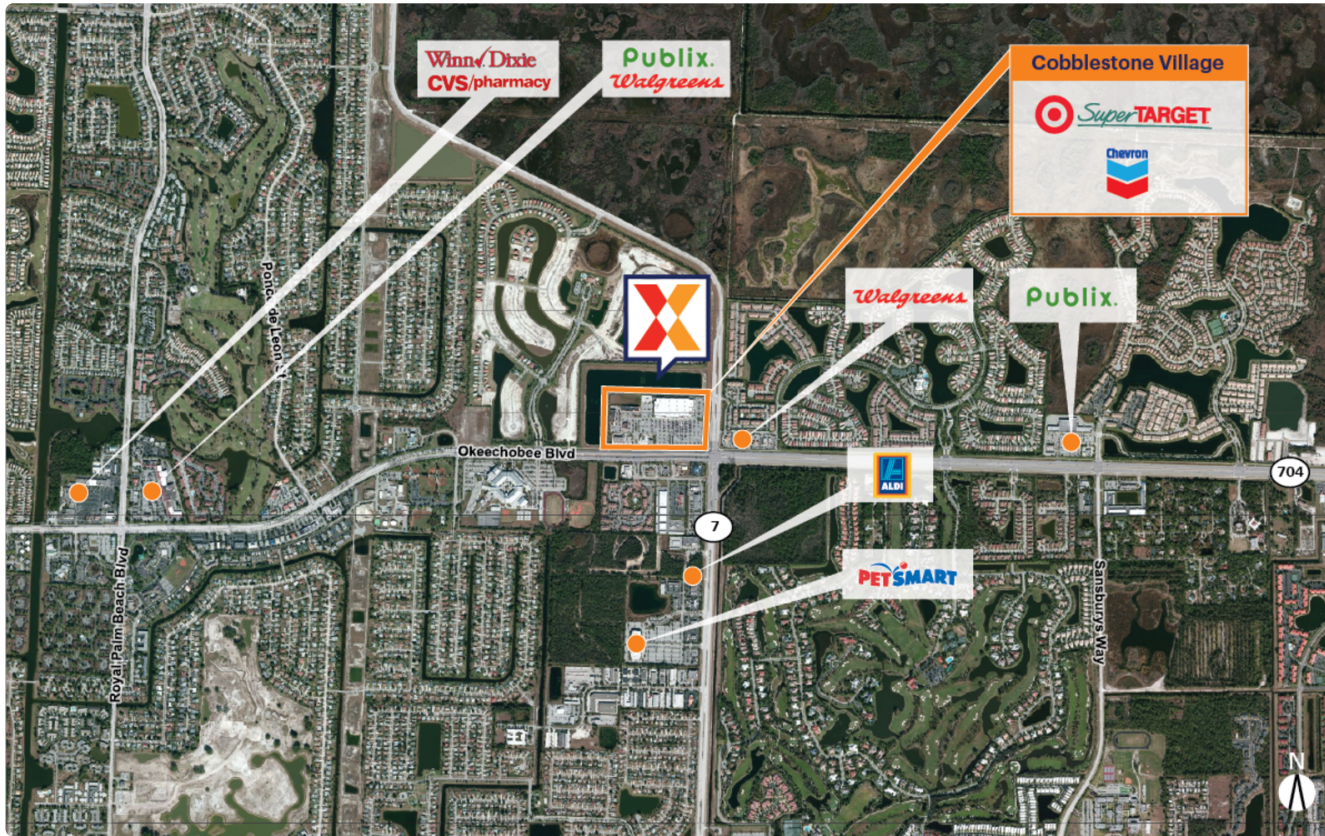 Winn Dixie
CVS/pharmacy
Publix.
Walgreens
Cobblestone Village
SuperTARGET
Chevron
Walgreens
Publix.
Ponce de Leon St
Okeechobee Blvd
ALDI
704
7
PETSMART
Royal Palm Beach Blvd
Sansburys Way
N